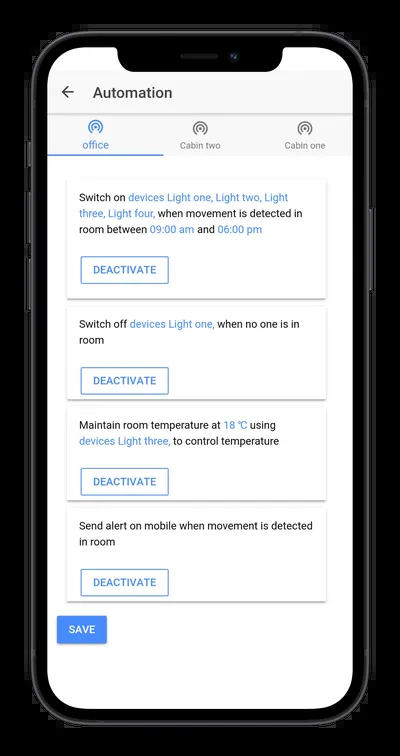 Automation
office
Cabin two
Cabin one
Switch on devices Light one, Light two, Light
three, Light four, when movement is detected in
room between 09:00 am and 06:00 pm
DEACTIVATE
Switch off devices Light one, when no one is in
room
DEACTIVATE
Maintain room temperature at 18 ℃ using
devices Light three, to control temperature
DEACTIVATE
Send alert on mobile when movement is detected
in room
DEACTIVATE
SAVE